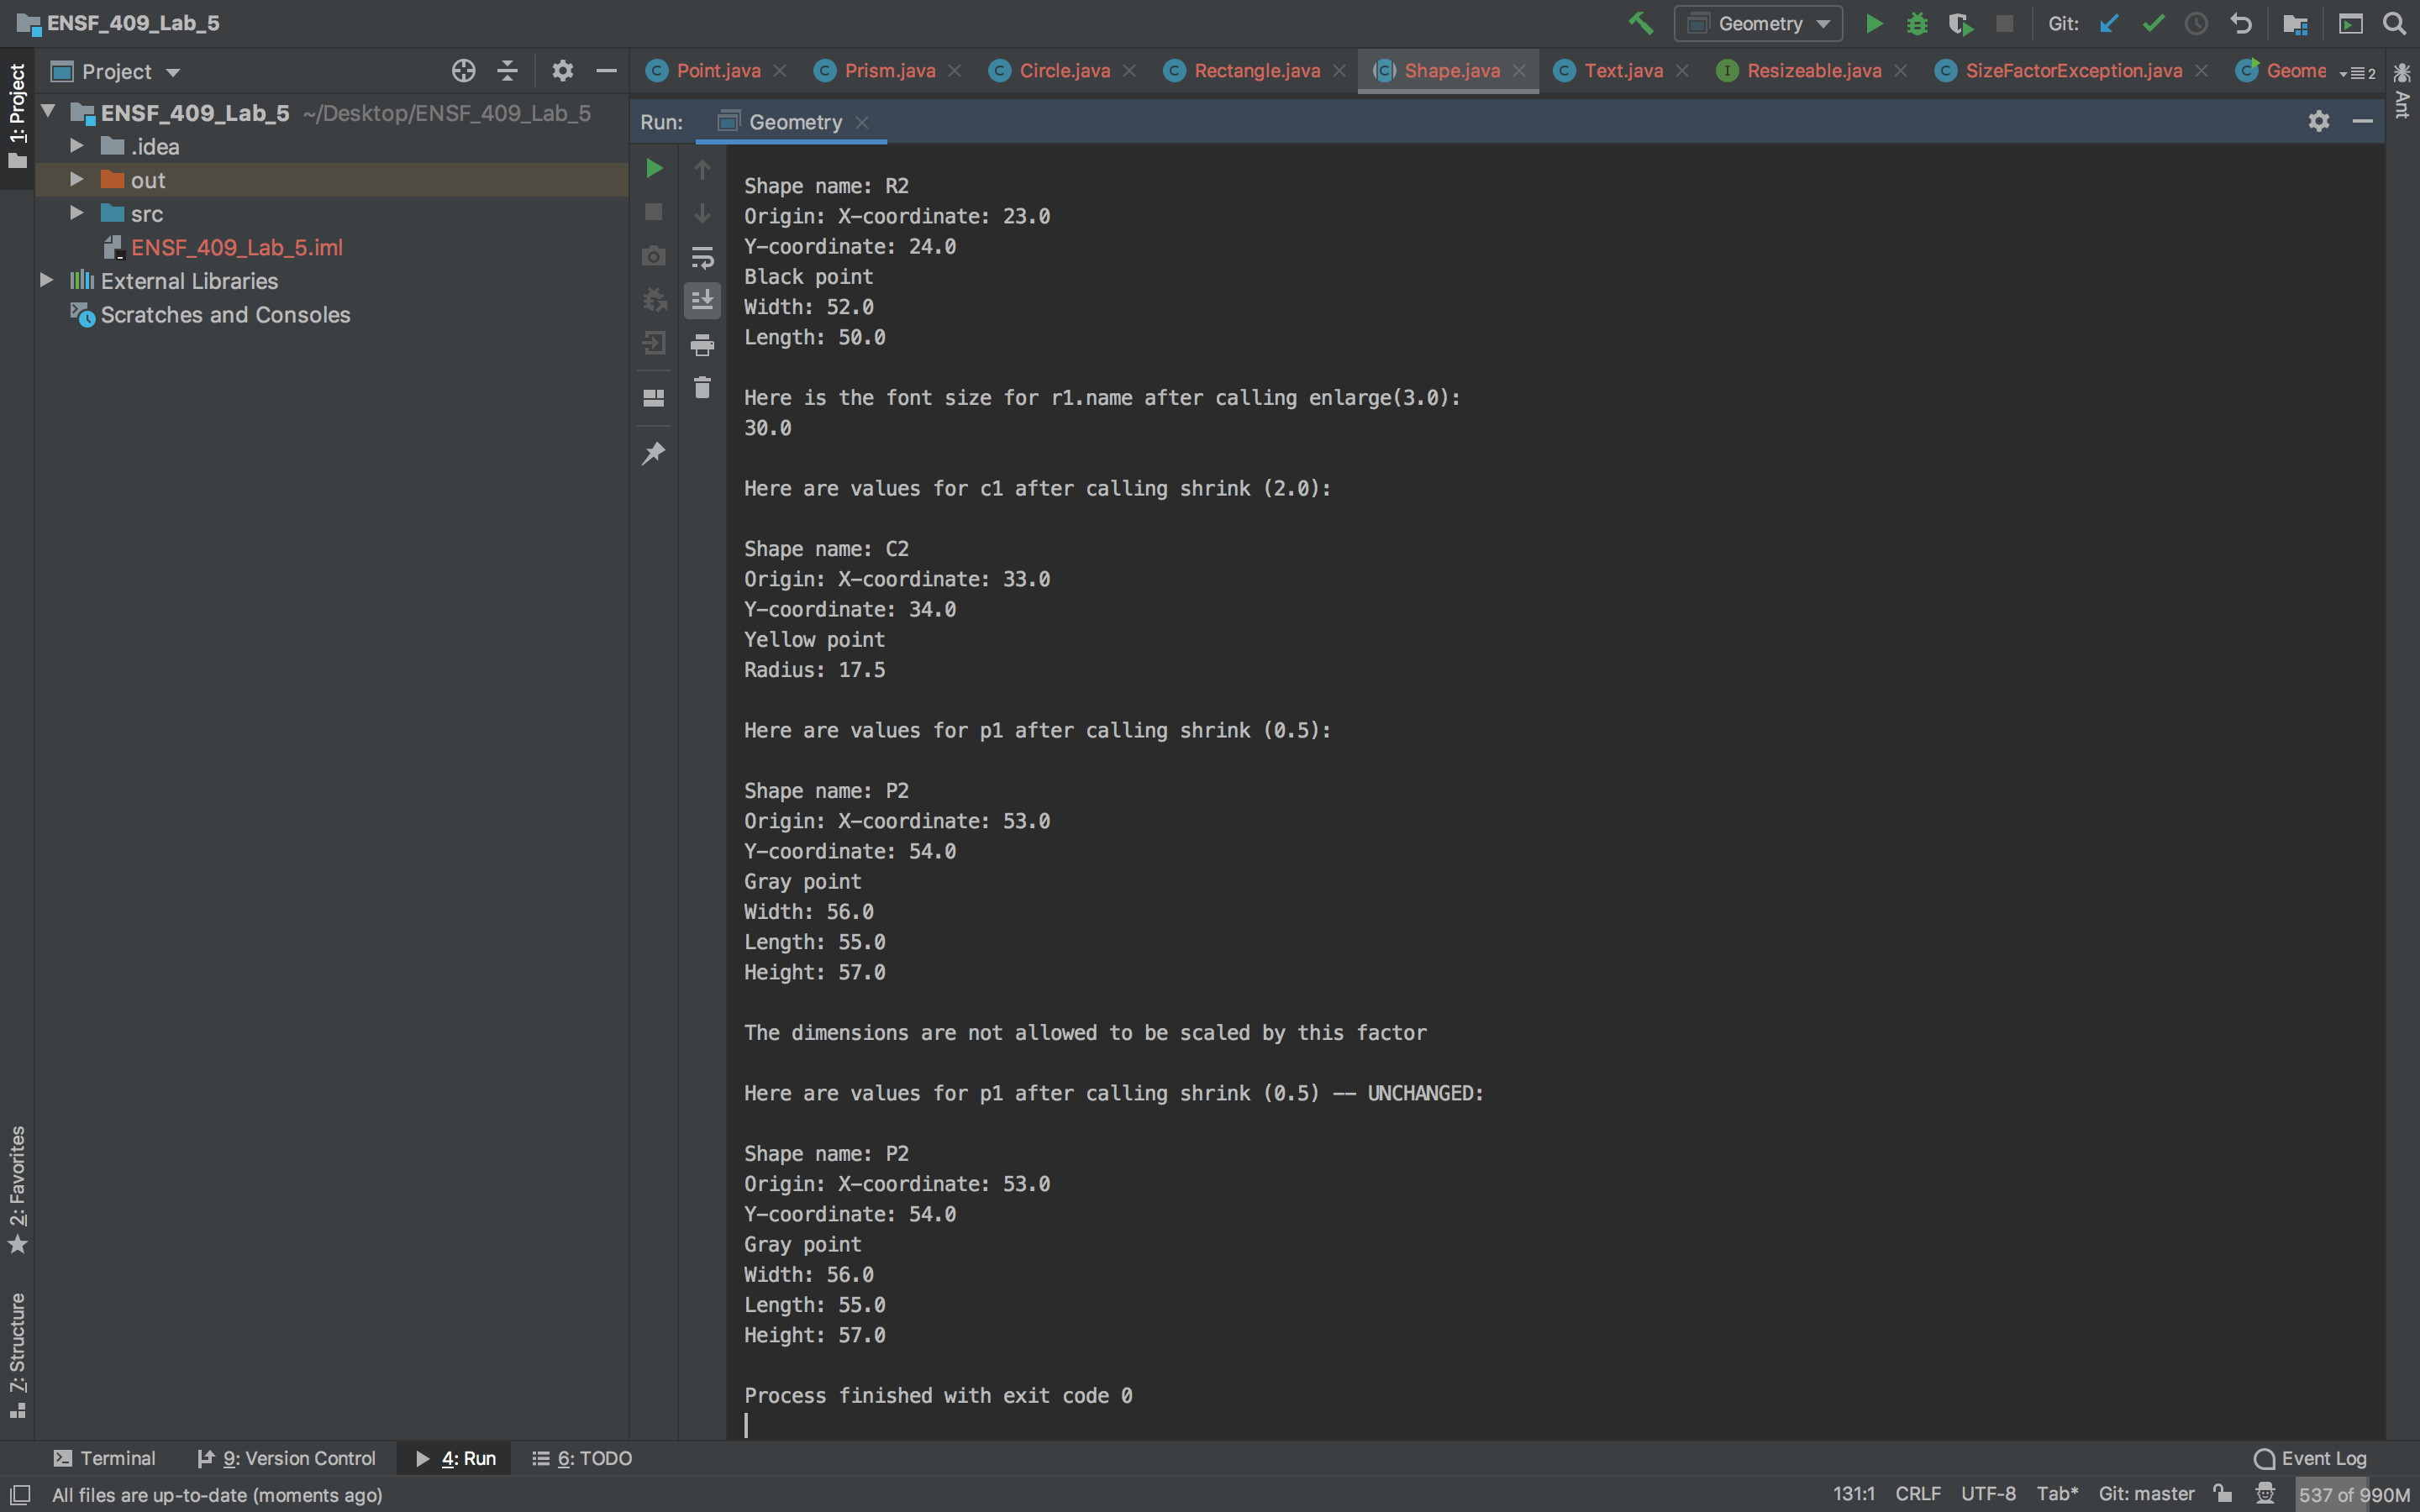 ENSF_409_Lab_5
Geometry
Git:
1: Project
Project
Point.java
Prism.java
Circle.java
Rectangle.java
Shape.java
Text.java
Resizeable.java
SizeFactorException.java
Geome
2
Ant
ENSF_409_Lab_5 ~/Desktop/ENSF_409_Lab_5
.idea
out
src
ENSF_409_Lab_5.iml
External Libraries
Scratches and Consoles
Run: Geometry
Shape name: R2
Origin: X-coordinate: 23.0
Y-coordinate: 24.0
Black point
Width: 52.0
Length: 50.0
Here is the font size for r1.name after calling enlarge(3.0):
30.0
Here are values for c1 after calling shrink (2.0):
Shape name: C2
Origin: X-coordinate: 33.0
Y-coordinate: 34.0
Yellow point
Radius: 17.5
Here are values for p1 after calling shrink (0.5):
Shape name: P2
Origin: X-coordinate: 53.0
Y-coordinate: 54.0
Gray point
Width: 56.0
Length: 55.0
Height: 57.0
The dimensions are not allowed to be scaled by this factor
Here are values for p1 after calling shrink (0.5) -- UNCHANGED:
Shape name: P2
Origin: X-coordinate: 53.0
Y-coordinate: 54.0
Gray point
Width: 56.0
Length: 55.0
Height: 57.0
Process finished with exit code 0
2: Favorites
7: Structure
Terminal
9: Version Control
4: Run
6: TODO
Event Log
All files are up-to-date (moments ago)
131:1 CRLF UTF-8 Tab* Git: master 537 of 990M